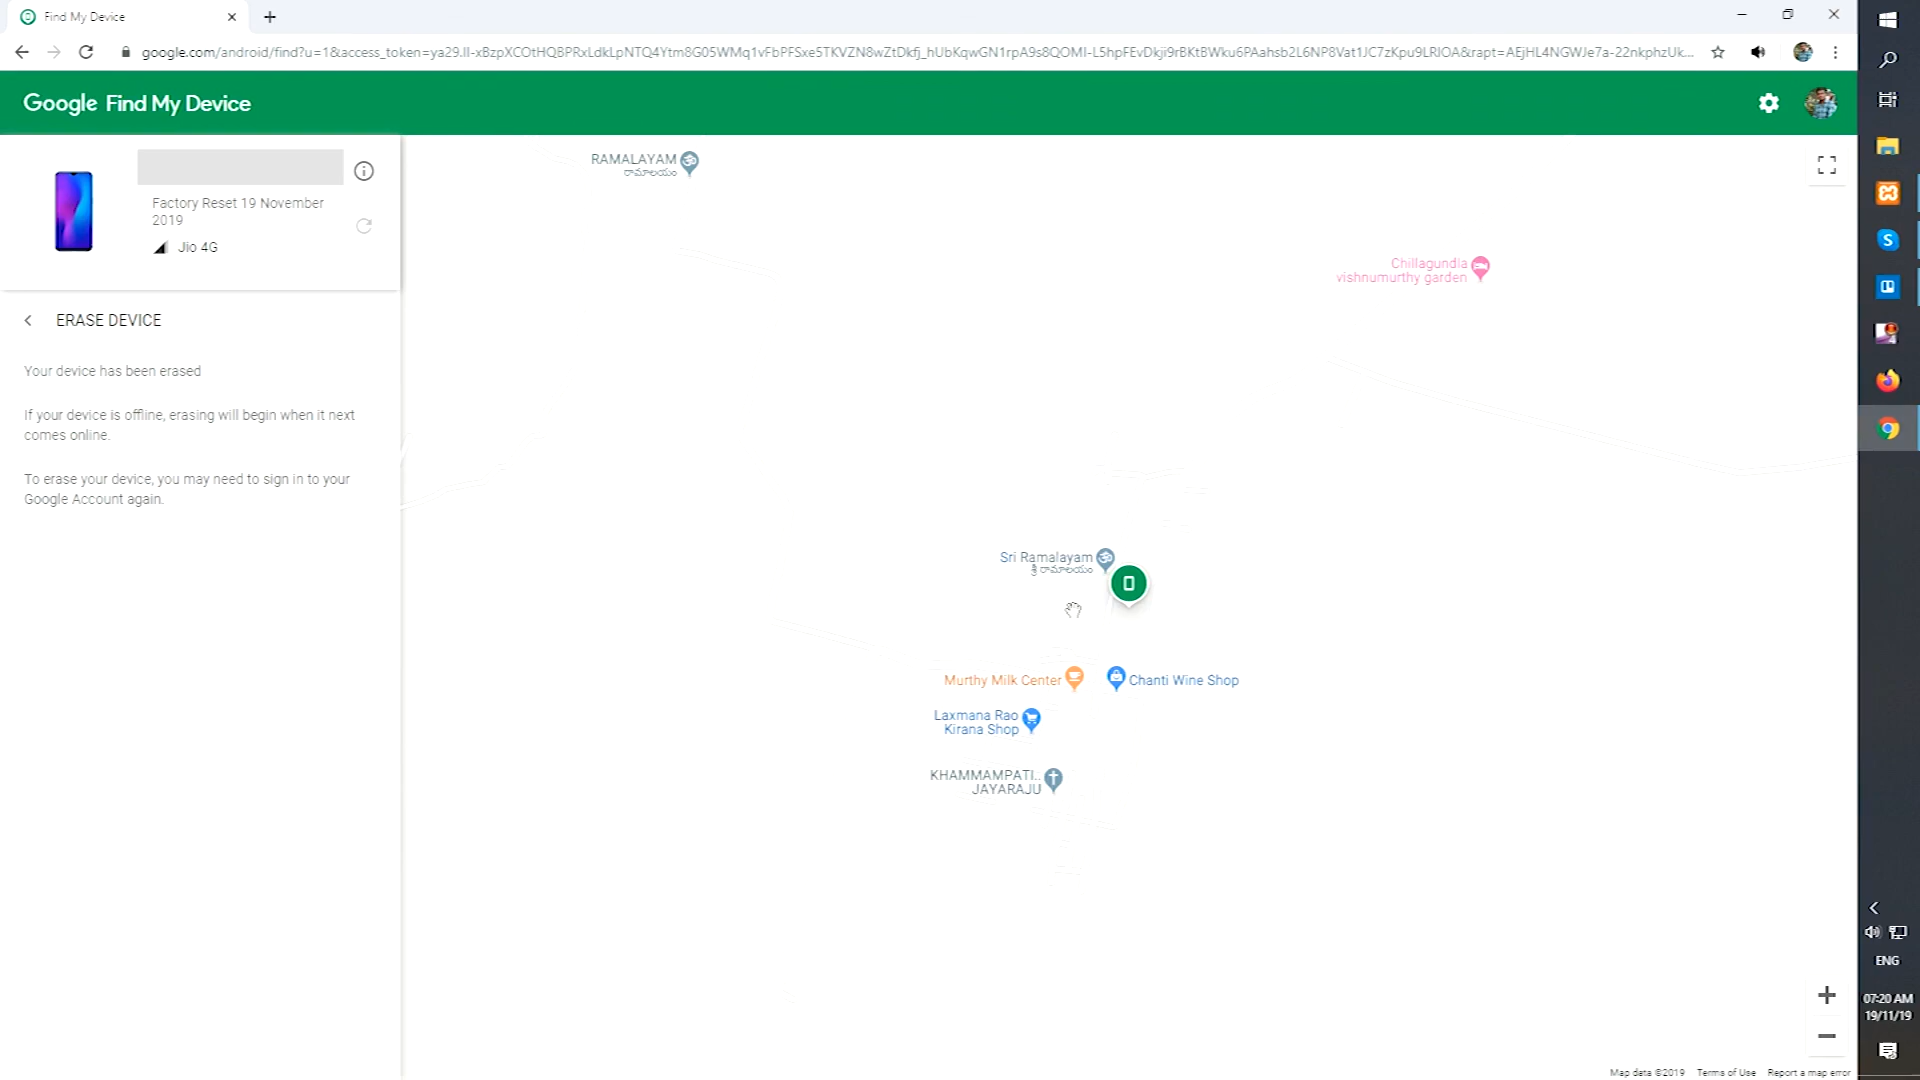 Find My Device
google.com/android/find?u=1&access_token=ya29.Il-xBzpXCOtHQBPRxLdkLpNTQ4Ytm8G05WMq1vFbPFSxe5TKVZN8wZtDkfj_hUbKqwGN1rpA9s8QOMI-L5hpFEvDkji9rBKtBWku6PAahsb2L6NP8Vat1JC7zKpu9LRIOA&rapt=AEjHL4NGWJe7a-22nkphzUk...
Google Find My Device
Factory Reset 19 November
2019
Jio 4G
ERASE DEVICE
Your device has been erased
If your device is offline, erasing will begin when it next
comes online.
To erase your device, you may need to sign in to your
Google Account again.
RAMALAYAM
రామాలయం
Chillagundla
vishnumurthy garden
Sri Ramalayam
శ్రీ రామాలయం
Murthy Milk Center
Chanti Wine Shop
Laxmana Rao
Kirana Shop
KHAMMAMPATI..
JAYARAJU
Map data ©2019 Terms of Use Report a map error
ENG
07:20 AM
19/11/19